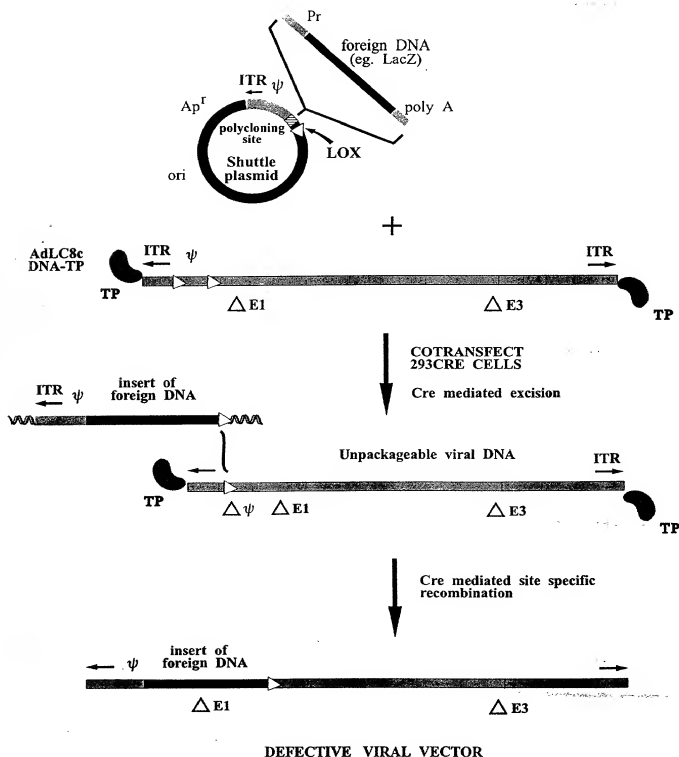 Pr
foreign DNA
(eg. LacZ)
ITR ψ
Ap^r
poly A
polycloning
site
LOX
Shuttle
plasmid
ori
+
AdLC8c
DNA-TP
ITR ψ
ITR
TP
△ E1
△ E3
TP
COTRANSFECT
293CRE CELLS
Cre mediated excision
ITR ψ
insert of
foreign DNA
Unpackageable viral DNA
ITR
TP
△ ψ
△ E1
△ E3
TP
Cre mediated site specific
recombination
insert of
foreign DNA
ψ
△ E1
△ E3
DEFECTIVE VIRAL VECTOR